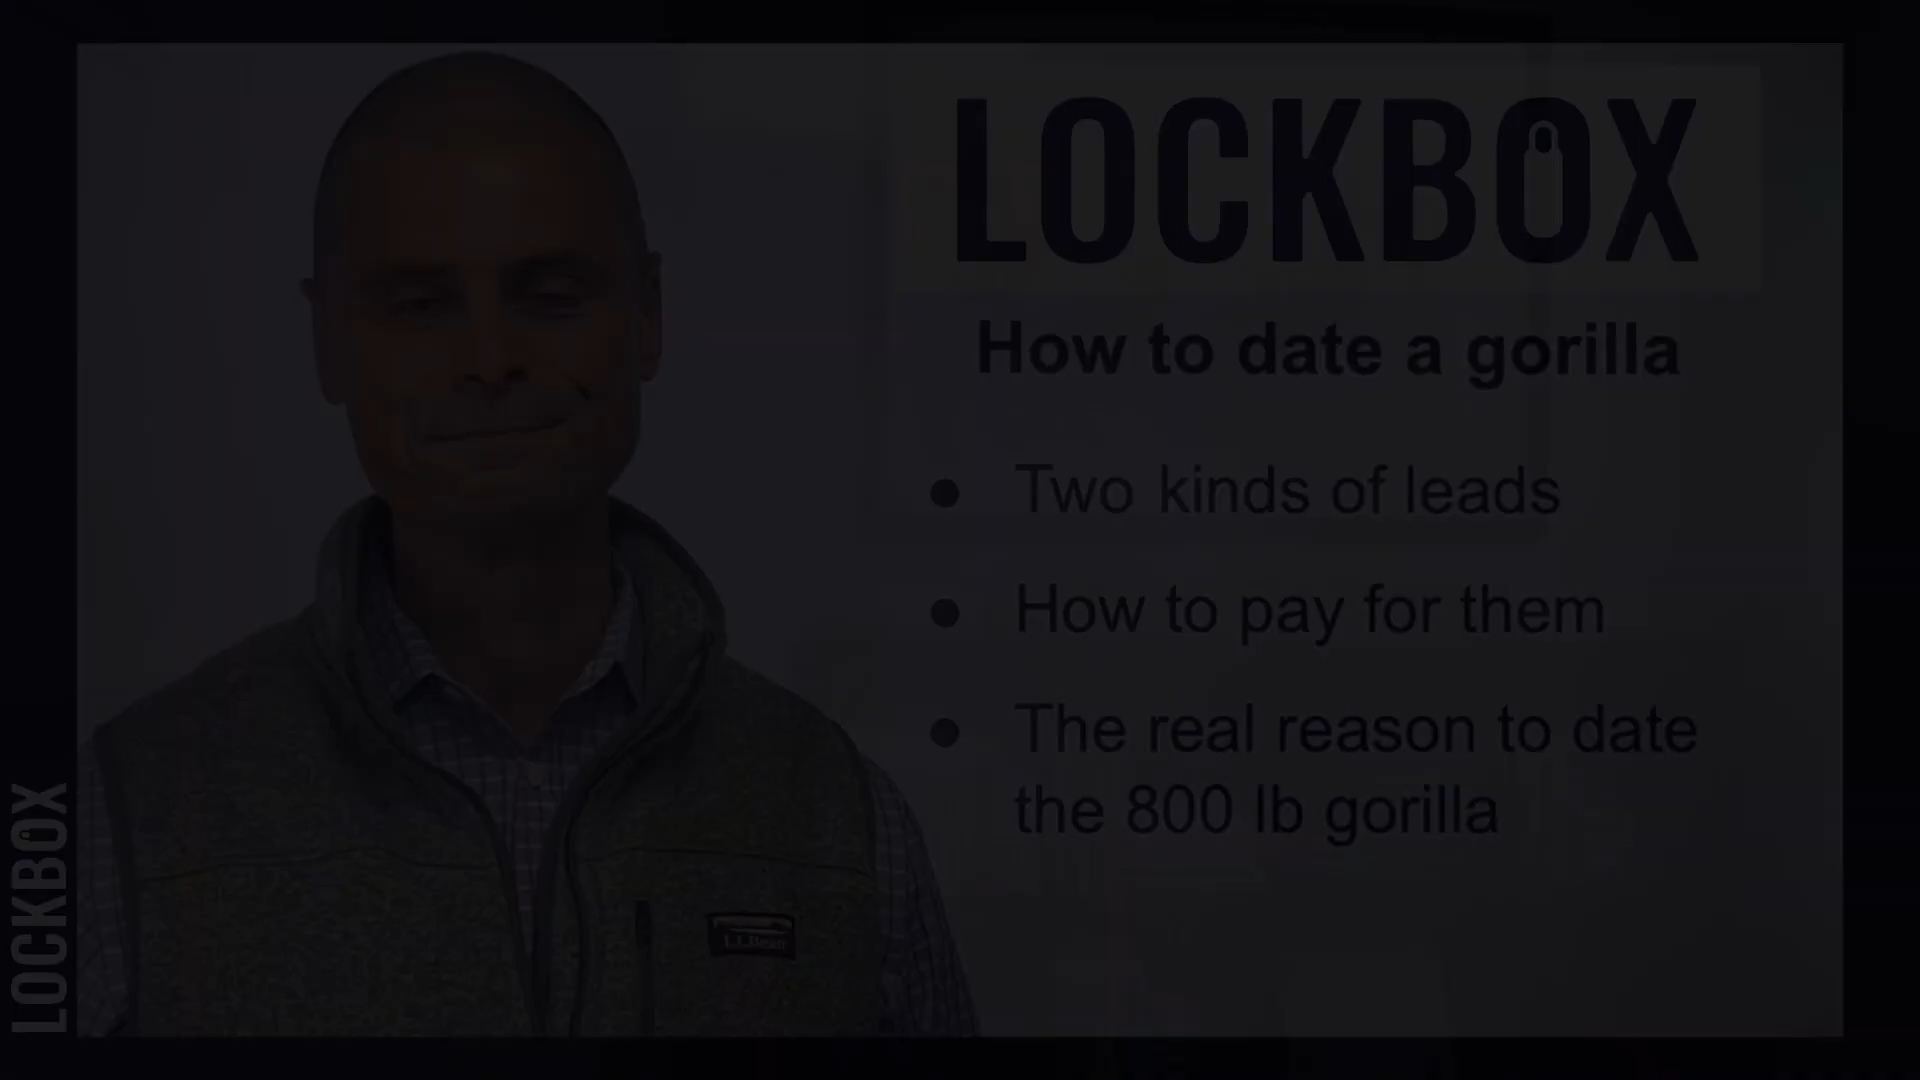 LOCKBOX
How to date a gorilla
● Two kinds of leads
● How to pay for them
● The real reason to date
the 800 lb gorilla
L.L.Bean
LOCKBOX